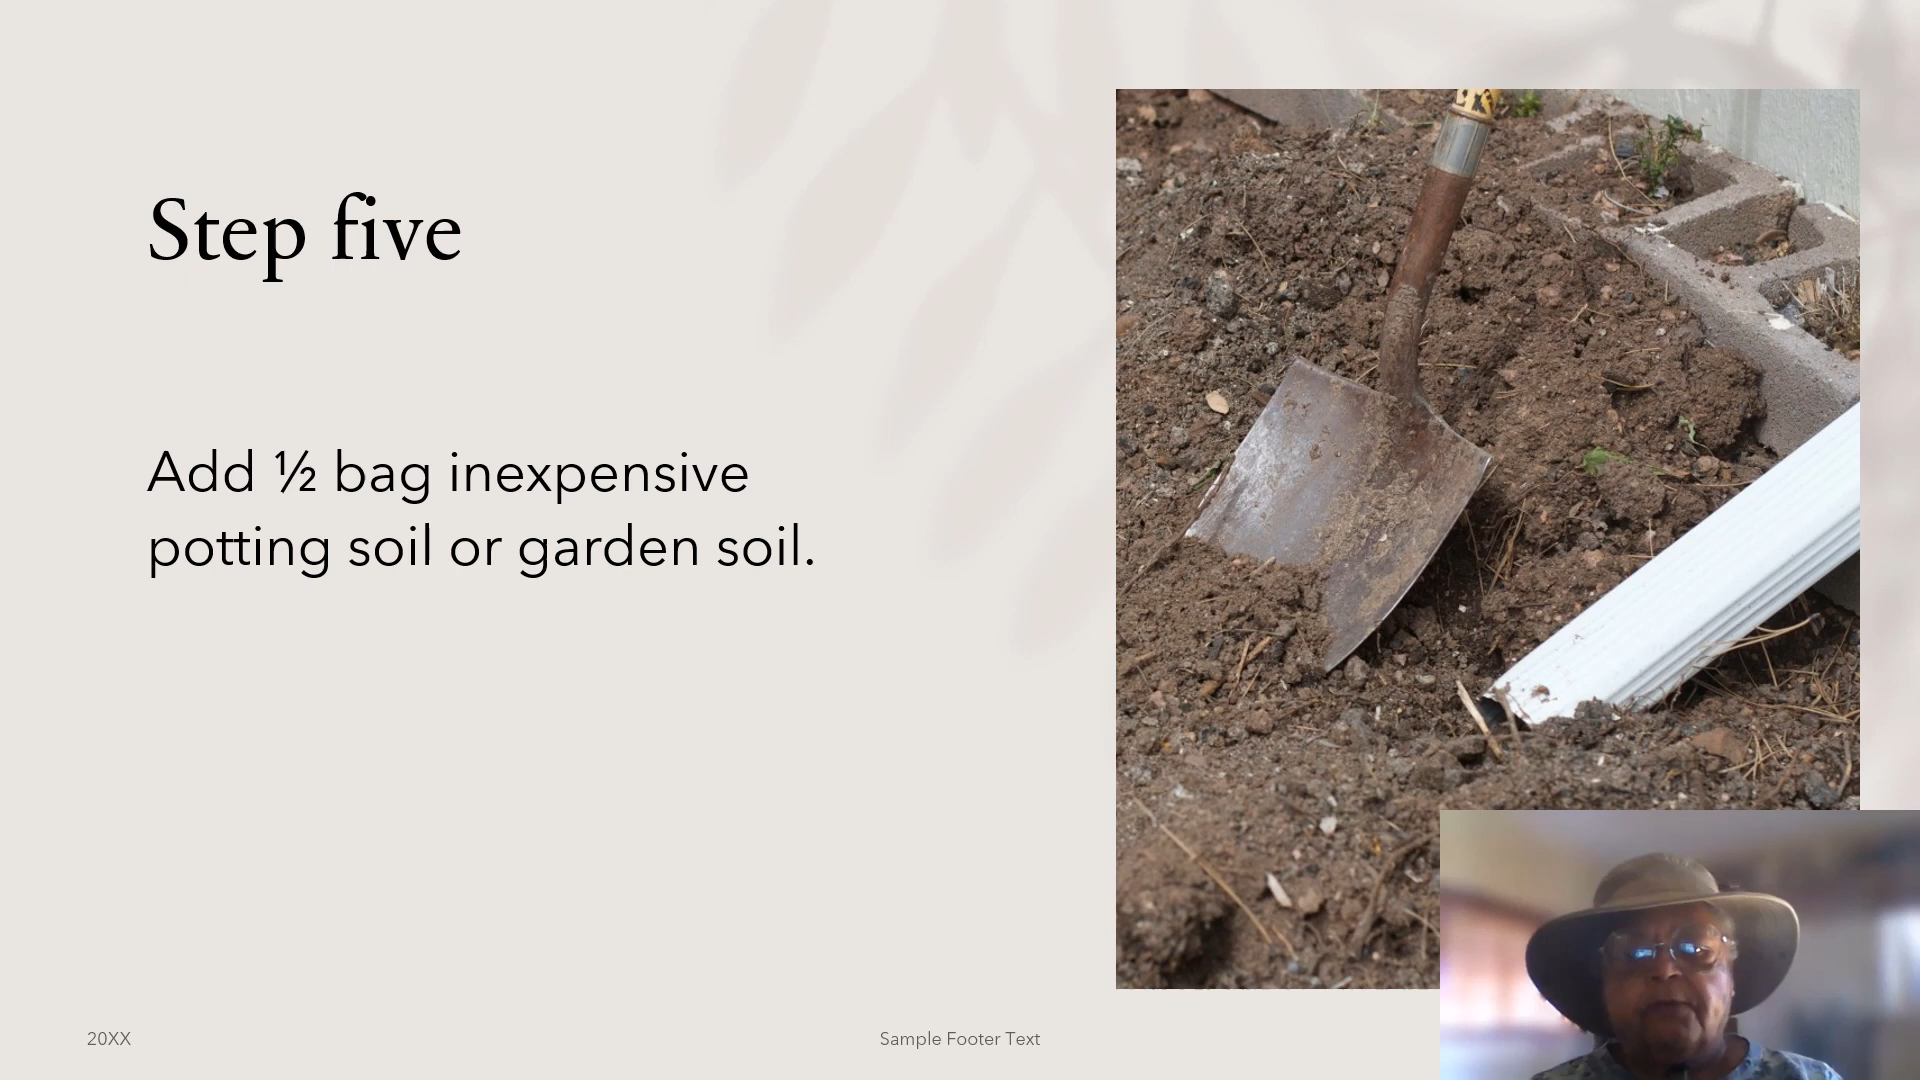 Step five
Add ½ bag inexpensive
potting soil or garden soil.
20XX
Sample Footer Text